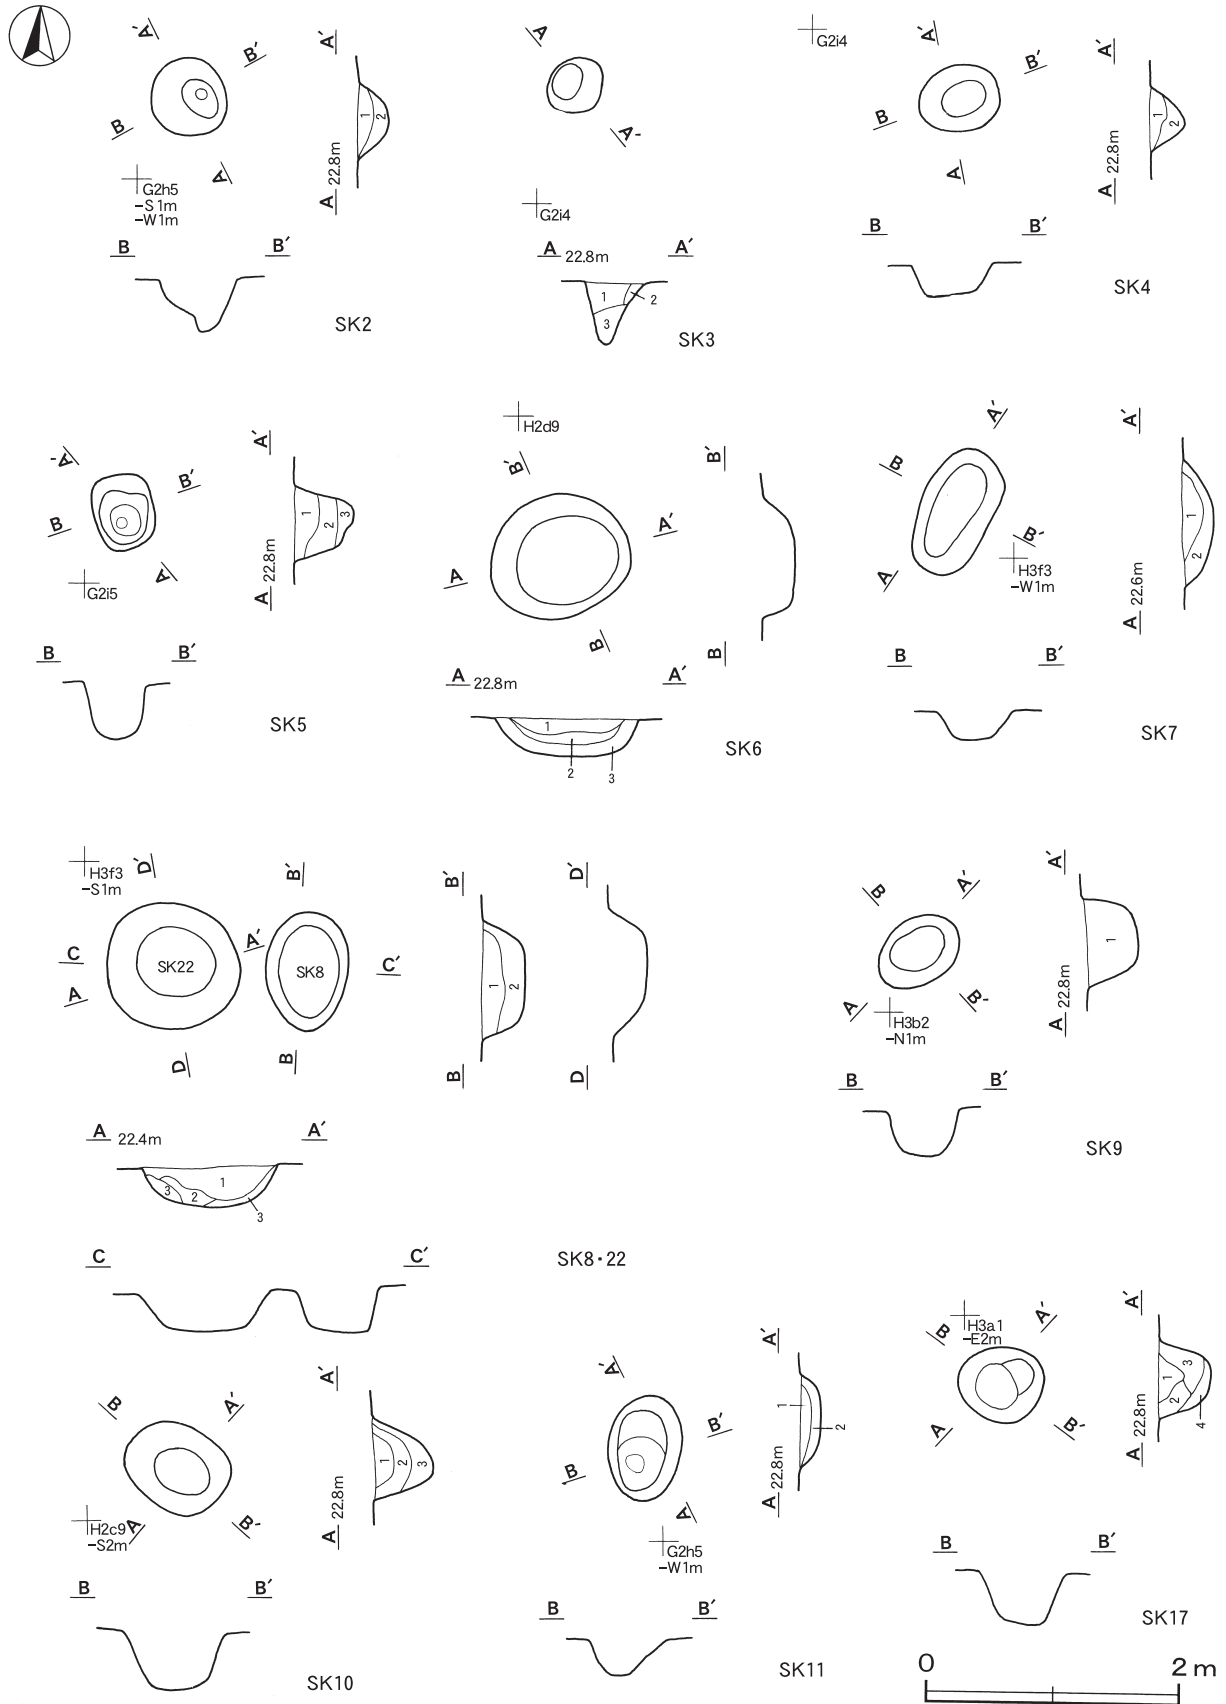 A A'
B B'
A 22.8m A'
1 2
G2h5
-S1m
-W1m
B B'
SK2
A A'
G2i4
A 22.8m A'
1 2 3
SK3
G2i4
A A'
B B'
A 22.8m A'
1 2
B B'
SK4
A A'
B B'
G2i5
A 22.8m A'
1 2 3
B B'
SK5
H2d9
B B'
A A'
B B'
A 22.8m A'
1
2 3
SK6
A A'
B B'
H3f3
-W1m
A 22.6m A'
1 2
B B'
SK7
H3f3
-S1m
D D'
B B'
C C'
A A'
SK22
SK8
B B'
1 2
D D'
A 22.4m A'
3 2 1
3
C C'
SK8・22
A A'
B B'
H3b2
-N1m
A 22.8m A'
1
B B'
SK9
A A'
B B'
H2c9
-S2m
A 22.8m A'
1 2 3
B B'
SK10
A A'
B B'
G2h5
-W1m
A 22.8m A'
1 2
B B'
SK11
H3a1
-E2m
A A'
B B'
A 22.8m A'
1 2 3 4
B B'
SK17
0 2m